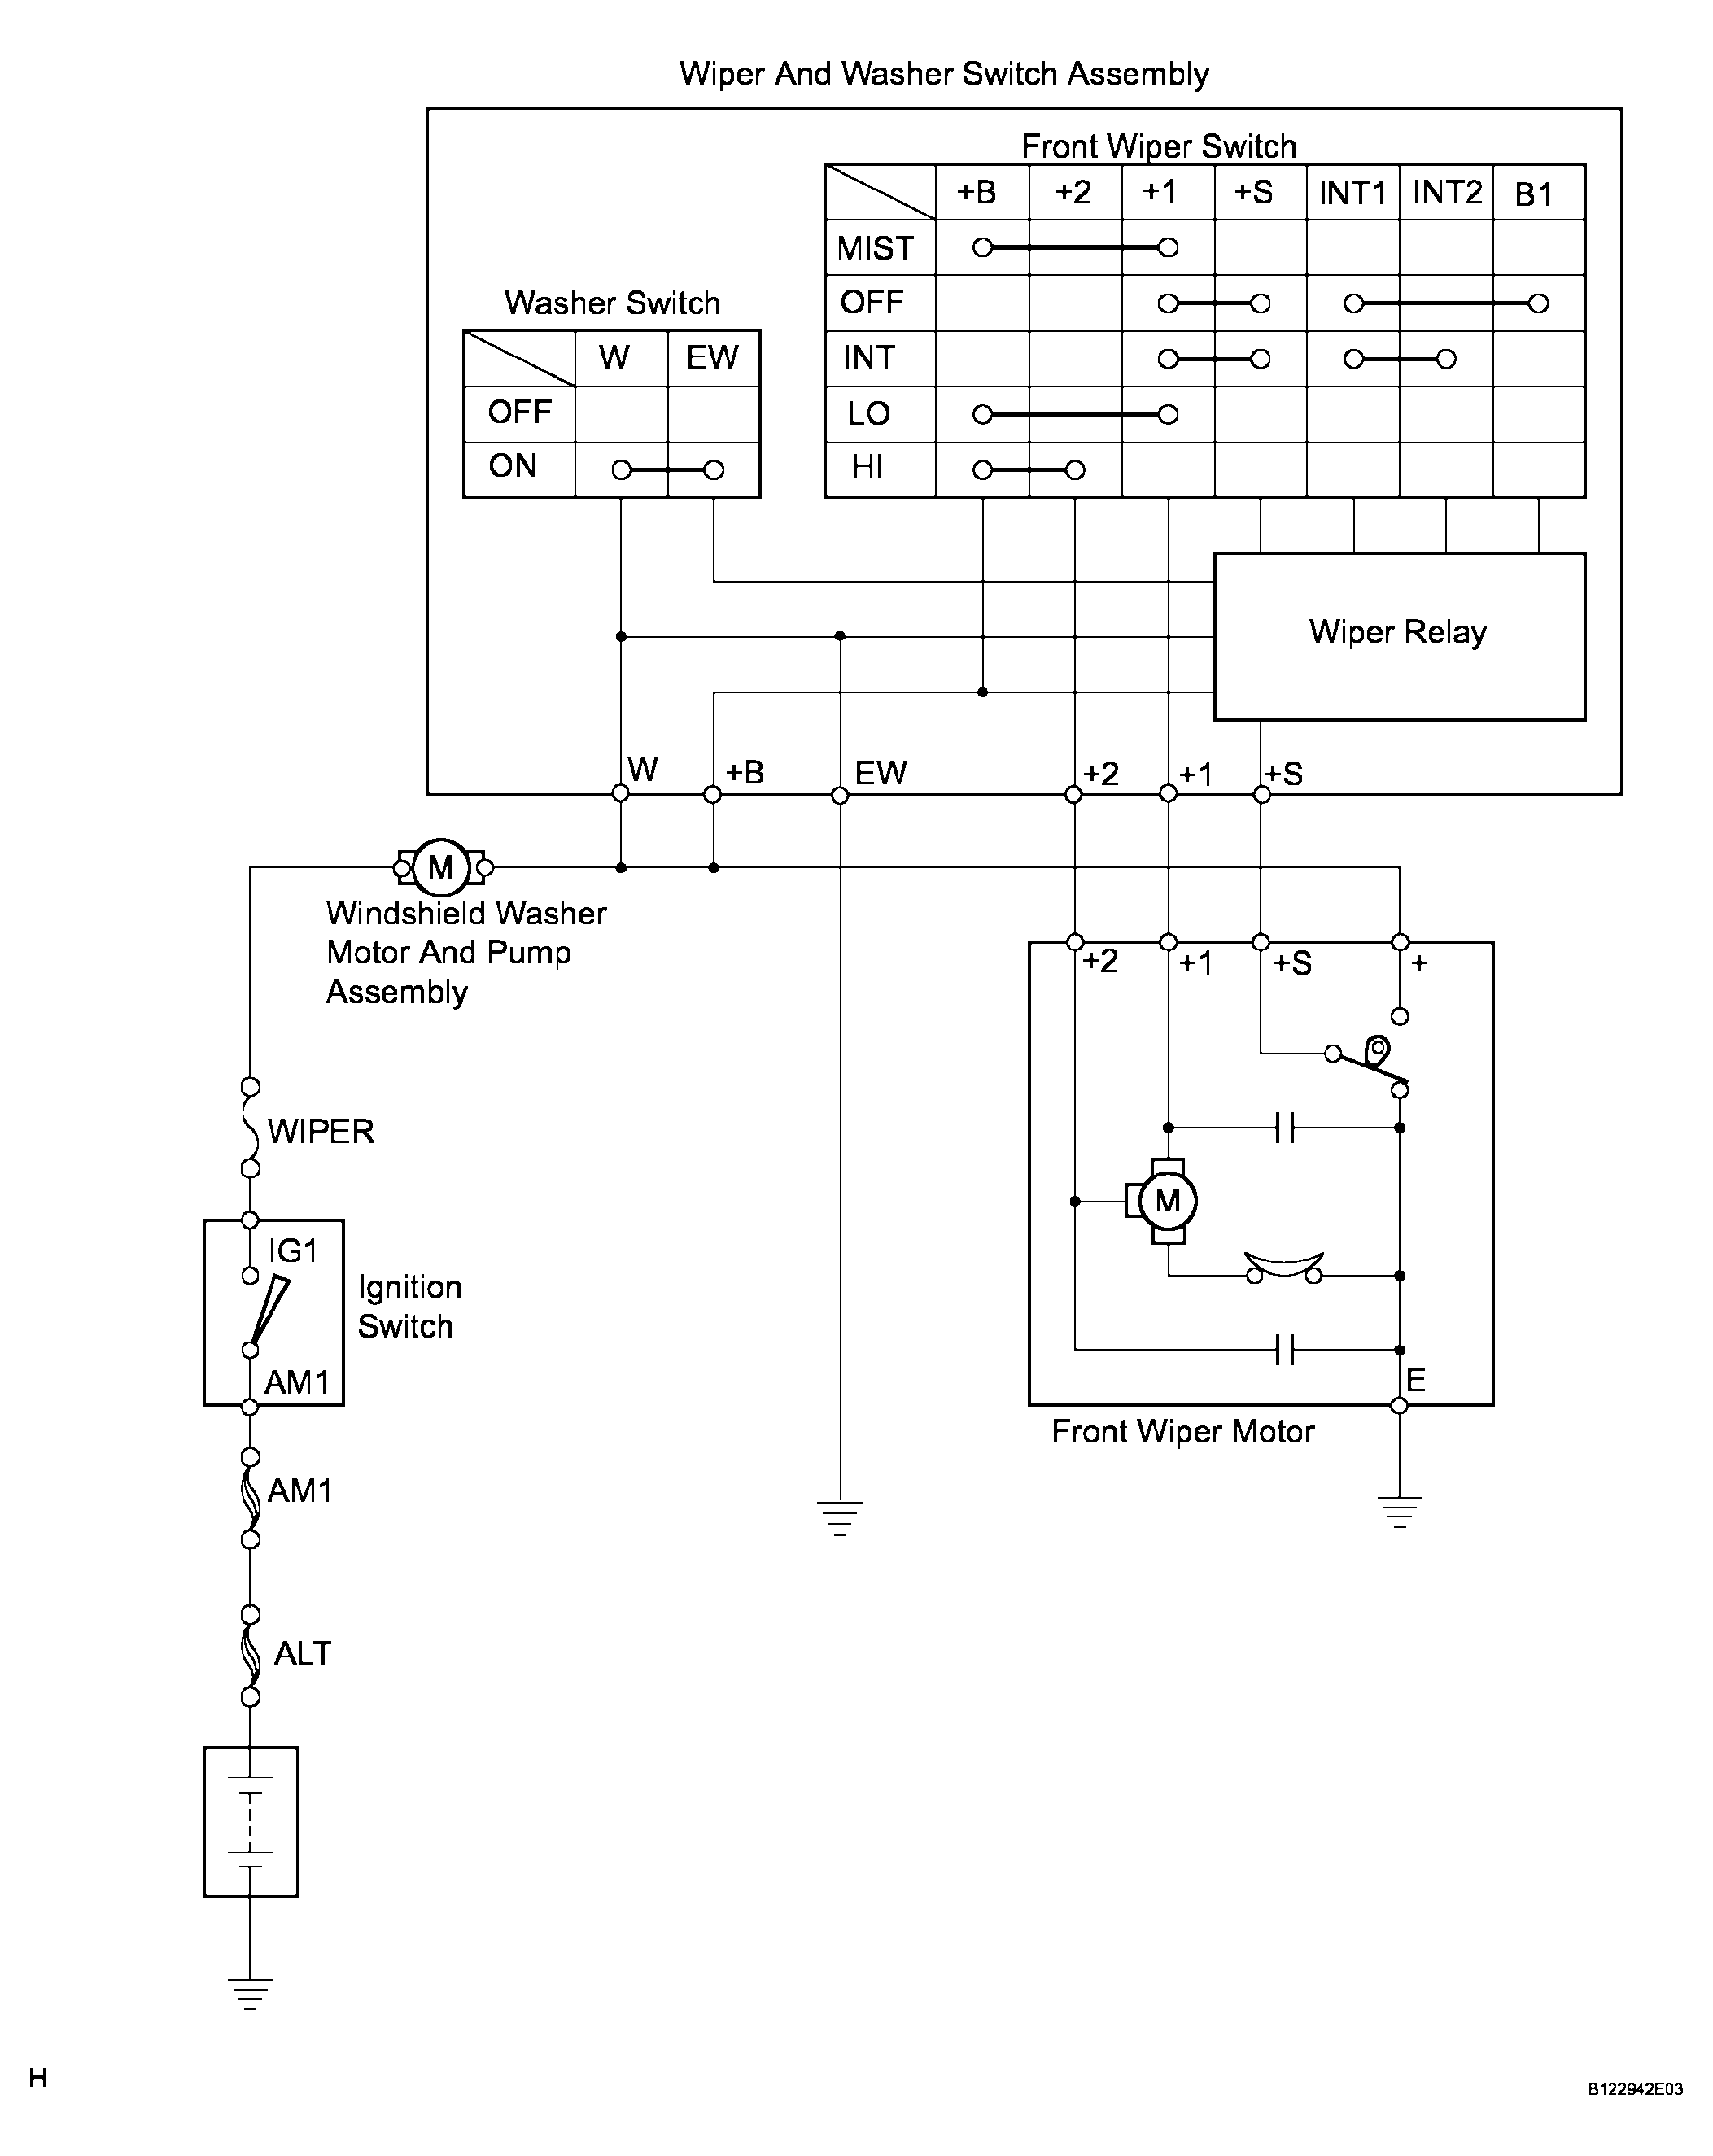 Wiper And Washer Switch Assembly
Front Wiper Switch
+B +2 +1 +S INT1 INT2 B1
MIST
OFF
INT
LO
HI
Washer Switch
W EW
OFF
ON
Wiper Relay
W +B EW +2 +1 +S
M
Windshield Washer
Motor And Pump
Assembly
+2 +1 +S +
M
E
Front Wiper Motor
WIPER
IG1
Ignition
Switch
AM1
AM1
ALT
H
B122942E03